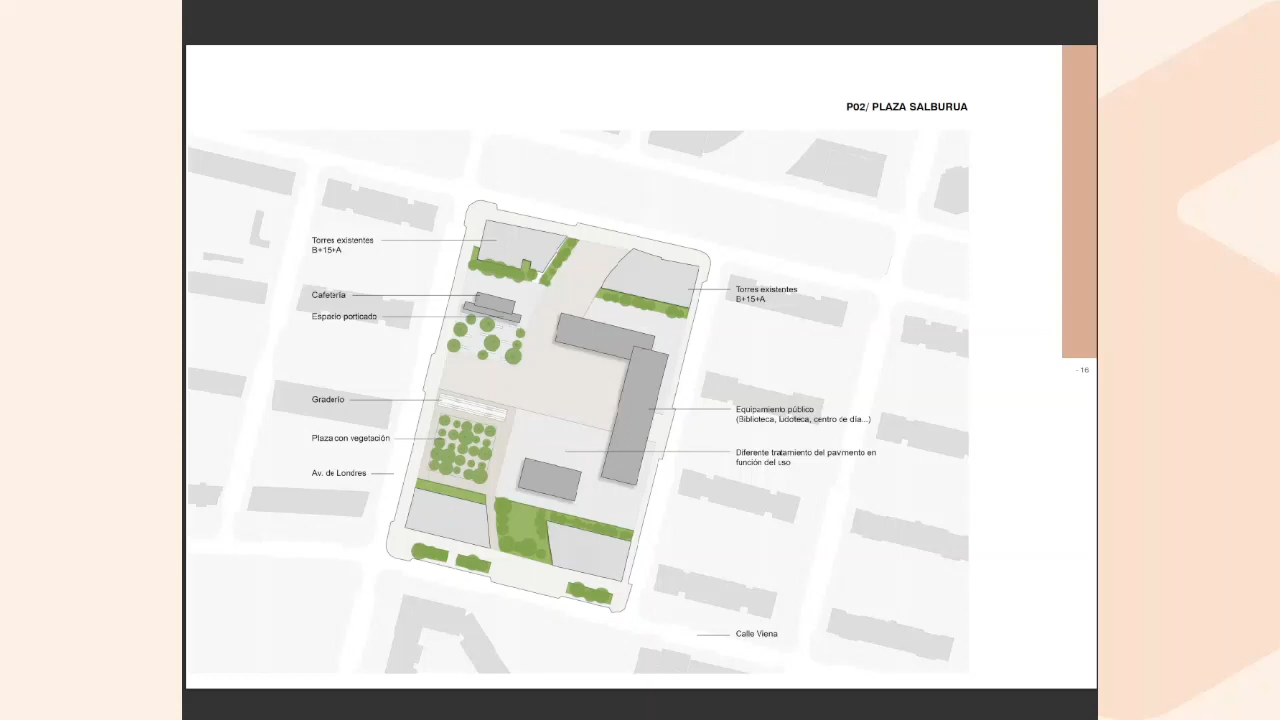 P02/ PLAZA SALBURUA
Torres existentes
B+15+A
Cafetería
Espacio porticado
Graderío
Plaza con vegetación
Av. de Londres
Torres existentes
B+15+A
- 16
Equipamiento público
(Biblioteca, ludoteca, centro de día...)
Diferente tratamiento del pavimento en
función del uso
Calle Viena